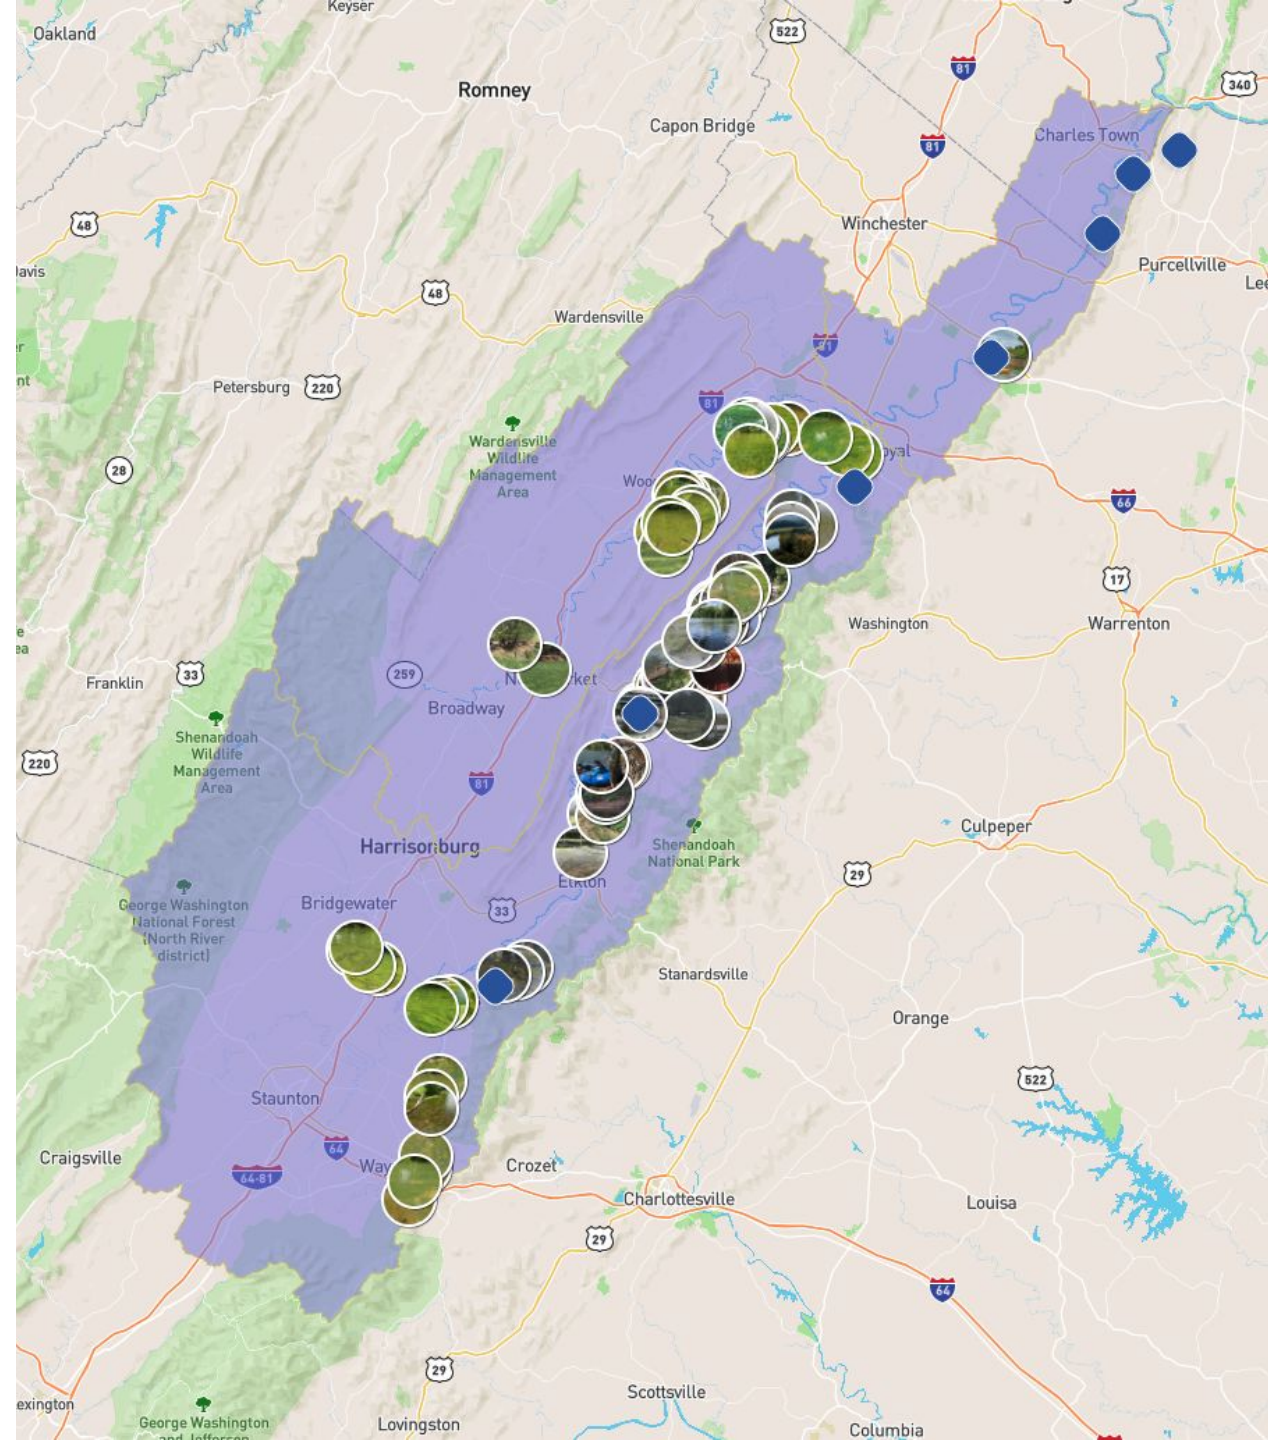 Keyser
Oakland
522
81
340
Romney
Capon Bridge
Charles Town
81
48
Winchester
Purcellville
48
Wardensville
81
Petersburg
220
81
Wardensville
Wildlife
Management
Area
28
66
17
Washington
Warrenton
33
259
Franklin
Broadway
Shenandoah
Wildlife
Management
Area
220
81
Harrisonburg
Culpeper
Shenandoah
National Park
29
Elkton
George Washington
National Forest
(North River
district)
Bridgewater
33
Stanardsville
Orange
522
Staunton
64
Craigsville
64-81
Crozet
Charlottesville
Louisa
29
64
29
Scottsville
George Washington
and Jefferson
Lovingston
Columbia